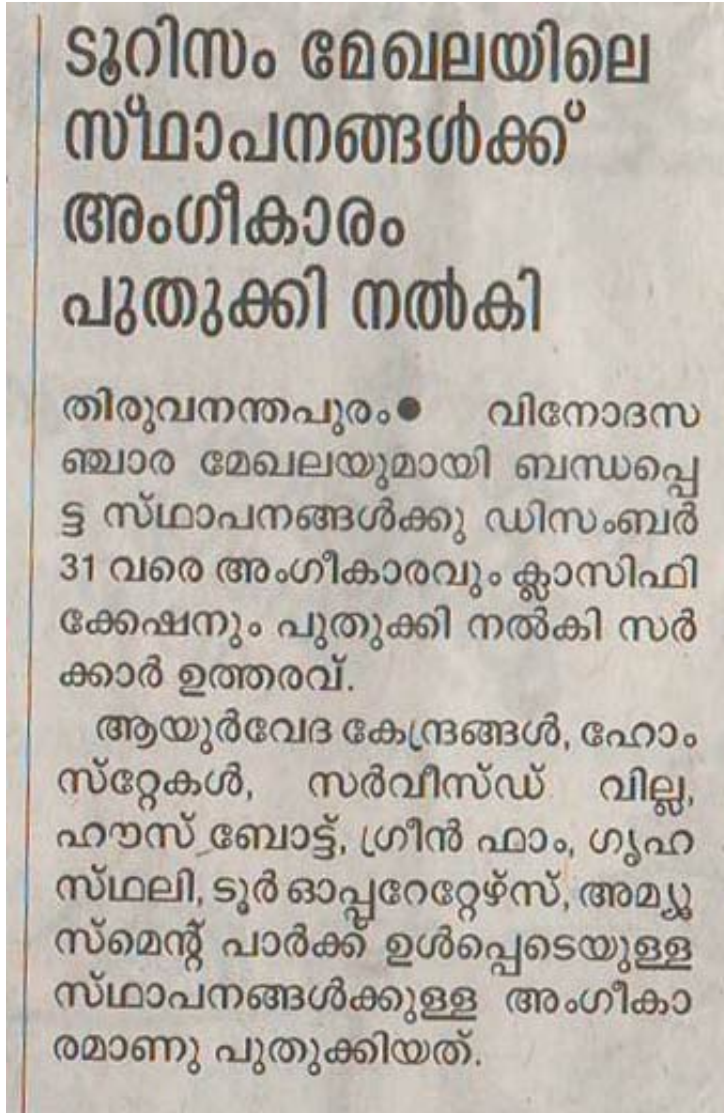 ടൂറിസം മേഖലയിലെ
സ്ഥാപനങ്ങൾക്ക്
അംഗീകാരം
പുതുക്കി നൽകി
തിരുവനന്തപുരം● വിനോദസ
ഞ്ചാര മേഖലയുമായി ബന്ധപ്പെ
ട്ട സ്ഥാപനങ്ങൾക്കു ഡിസംബർ
31 വരെ അംഗീകാരവും ക്ലാസിഫി
ക്കേഷനും പുതുക്കി നൽകി സർ
ക്കാർ ഉത്തരവ്.
ആയുർവേദ കേന്ദ്രങ്ങൾ, ഹോം
സ്റ്റേകൾ, സർവീസ്ഡ് വില്ല,
ഹൗസ് ബോട്ട്, ഗ്രീൻ ഫാം, ഗൃഹ
സ്ഥലി, ടൂർ ഓപ്പറേറ്റേഴ്സ്, അമ്യൂ
സ്മെന്റ് പാർക്ക് ഉൾപ്പെടെയുള്ള
സ്ഥാപനങ്ങൾക്കുള്ള അംഗീകാ
രമാണു പുതുക്കിയത്.